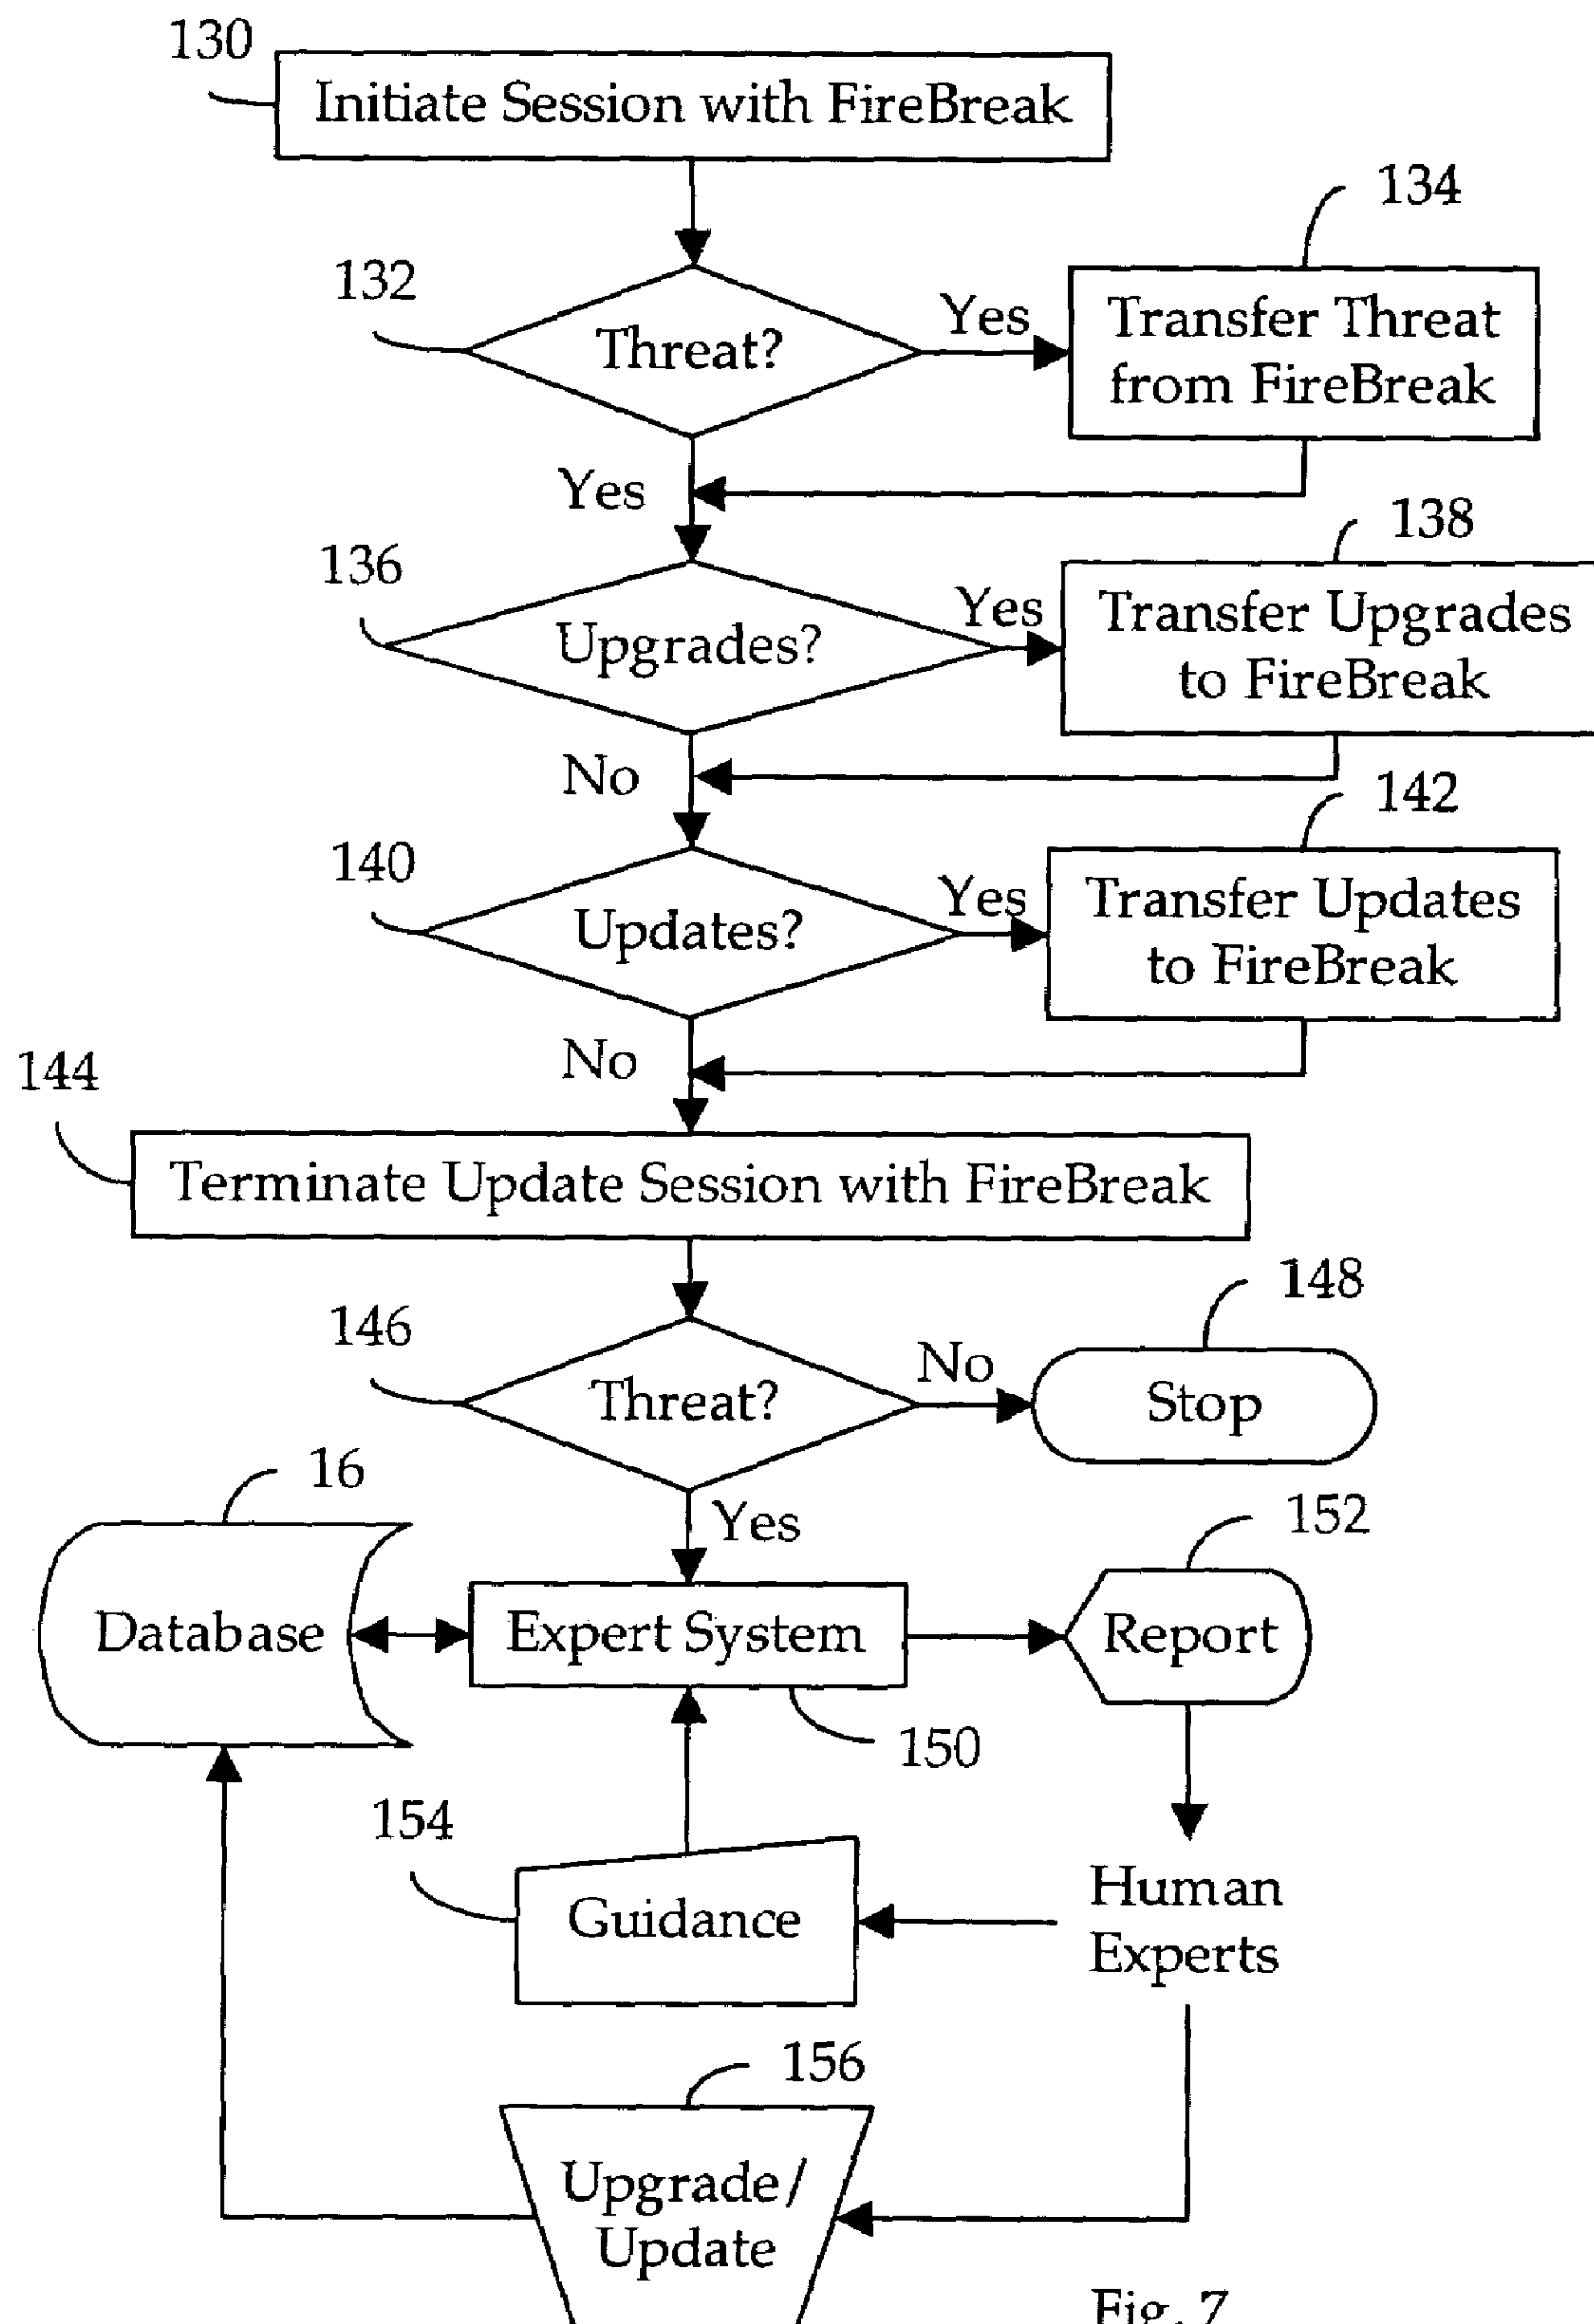 130
Initiate Session with FireBreak
134
132
Threat?
Yes
Transfer Threat
from FireBreak
Yes
138
136
Upgrades?
Yes
Transfer Upgrades
to FireBreak
No
142
140
Updates?
Yes
Transfer Updates
to FireBreak
No
144
Terminate Update Session with FireBreak
148
146
Threat?
No
Stop
16
Yes
152
Database
Expert System
Report
150
154
Guidance
Human
Experts
156
Upgrade/
Update
Fig. 7